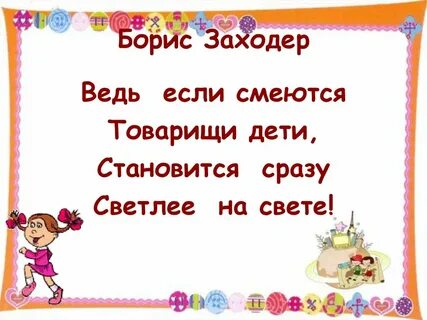 Борис Заходер
Ведь если смеются
Товарищи дети,
Становится сразу
Светлее на свете!